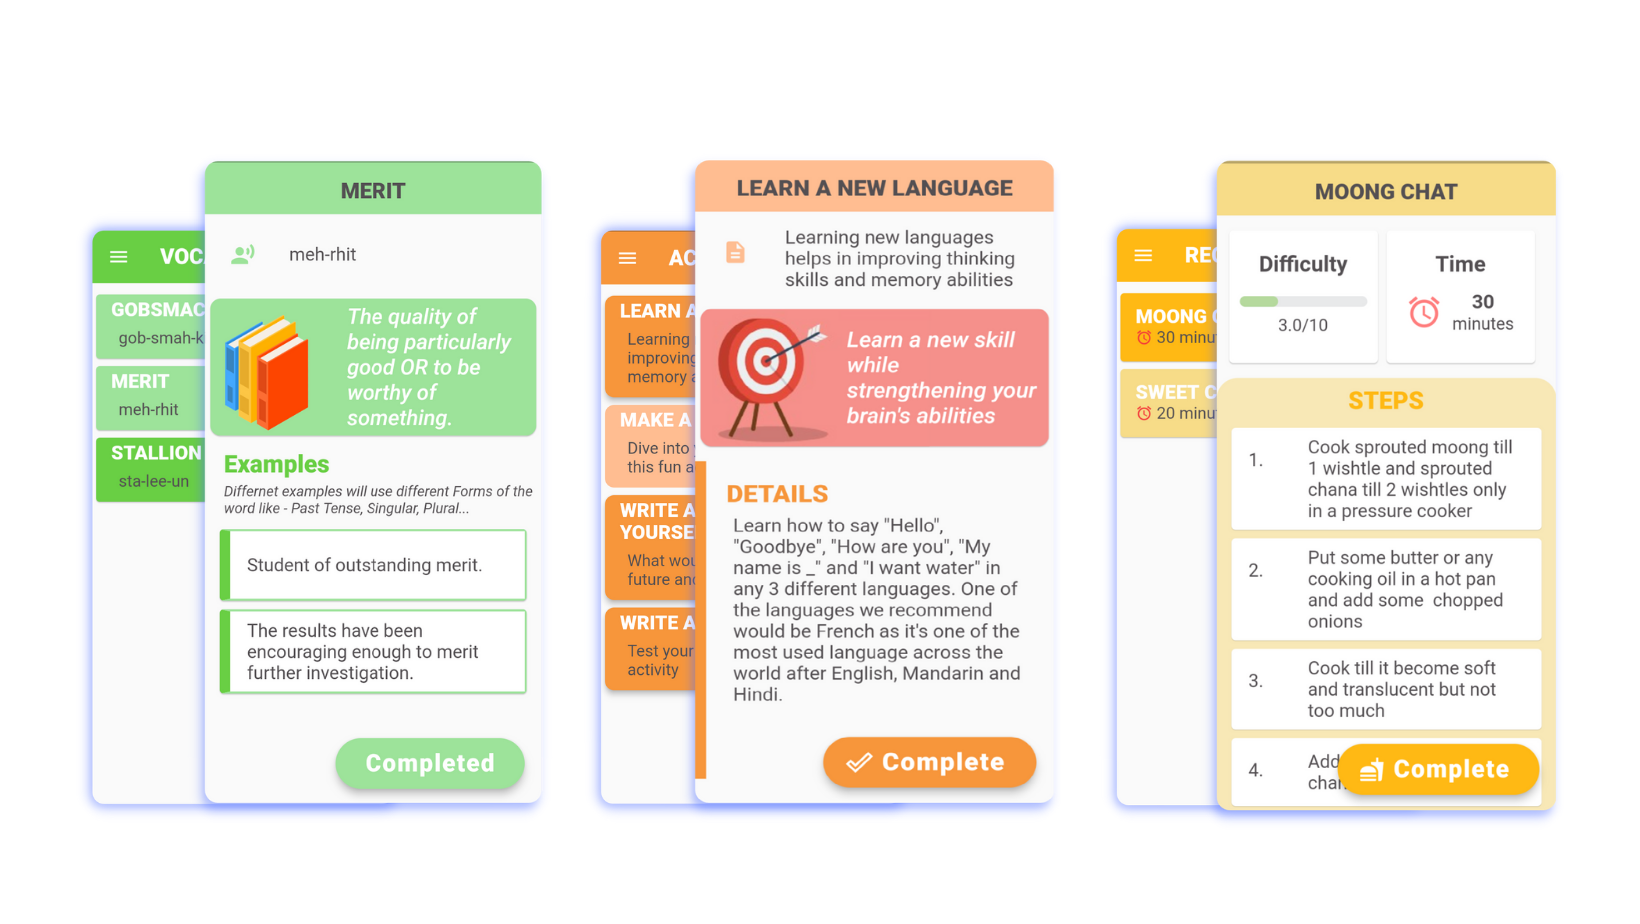 VOC
GOBSMAC
gob-smah-k
MERIT
meh-rhit
STALLION
sta-lee-un
MERIT
meh-rhit
The quality of
being particularly
good OR to be
worthy of
something.
Examples
Differnet examples will use different Forms of the
word like - Past Tense, Singular, Plural...
Student of outstanding merit.
The results have been
encouraging enough to merit
further investigation.
Completed
AC
LEARN A
Learning
improving
memory a
MAKE A
Dive into
this fun a
WRITE A
YOURSE
What wou
future and
WRITE A
Test your
activity
LEARN A NEW LANGUAGE
Learning new languages
helps in improving thinking
skills and memory abilities
Learn a new skill
while
strengthening your
brain's abilities
DETAILS
Learn how to say "Hello",
"Goodbye", "How are you", "My
name is _" and "I want water" in
any 3 different languages. One of
the languages we recommend
would be French as it's one of the
most used language across the
world after English, Mandarin and
Hindi.
Complete
REC
MOONG C
30 minu
SWEET C
20 minu
MOONG CHAT
Difficulty
3.0/10
Time
30
minutes
STEPS
1. Cook sprouted moong till
1 wishtle and sprouted
chana till 2 wishtles only
in a pressure cooker
2. Put some butter or any
cooking oil in a hot pan
and add some  chopped
onions
3. Cook till it become soft
and translucent but not
too much
4. Add
char
Complete